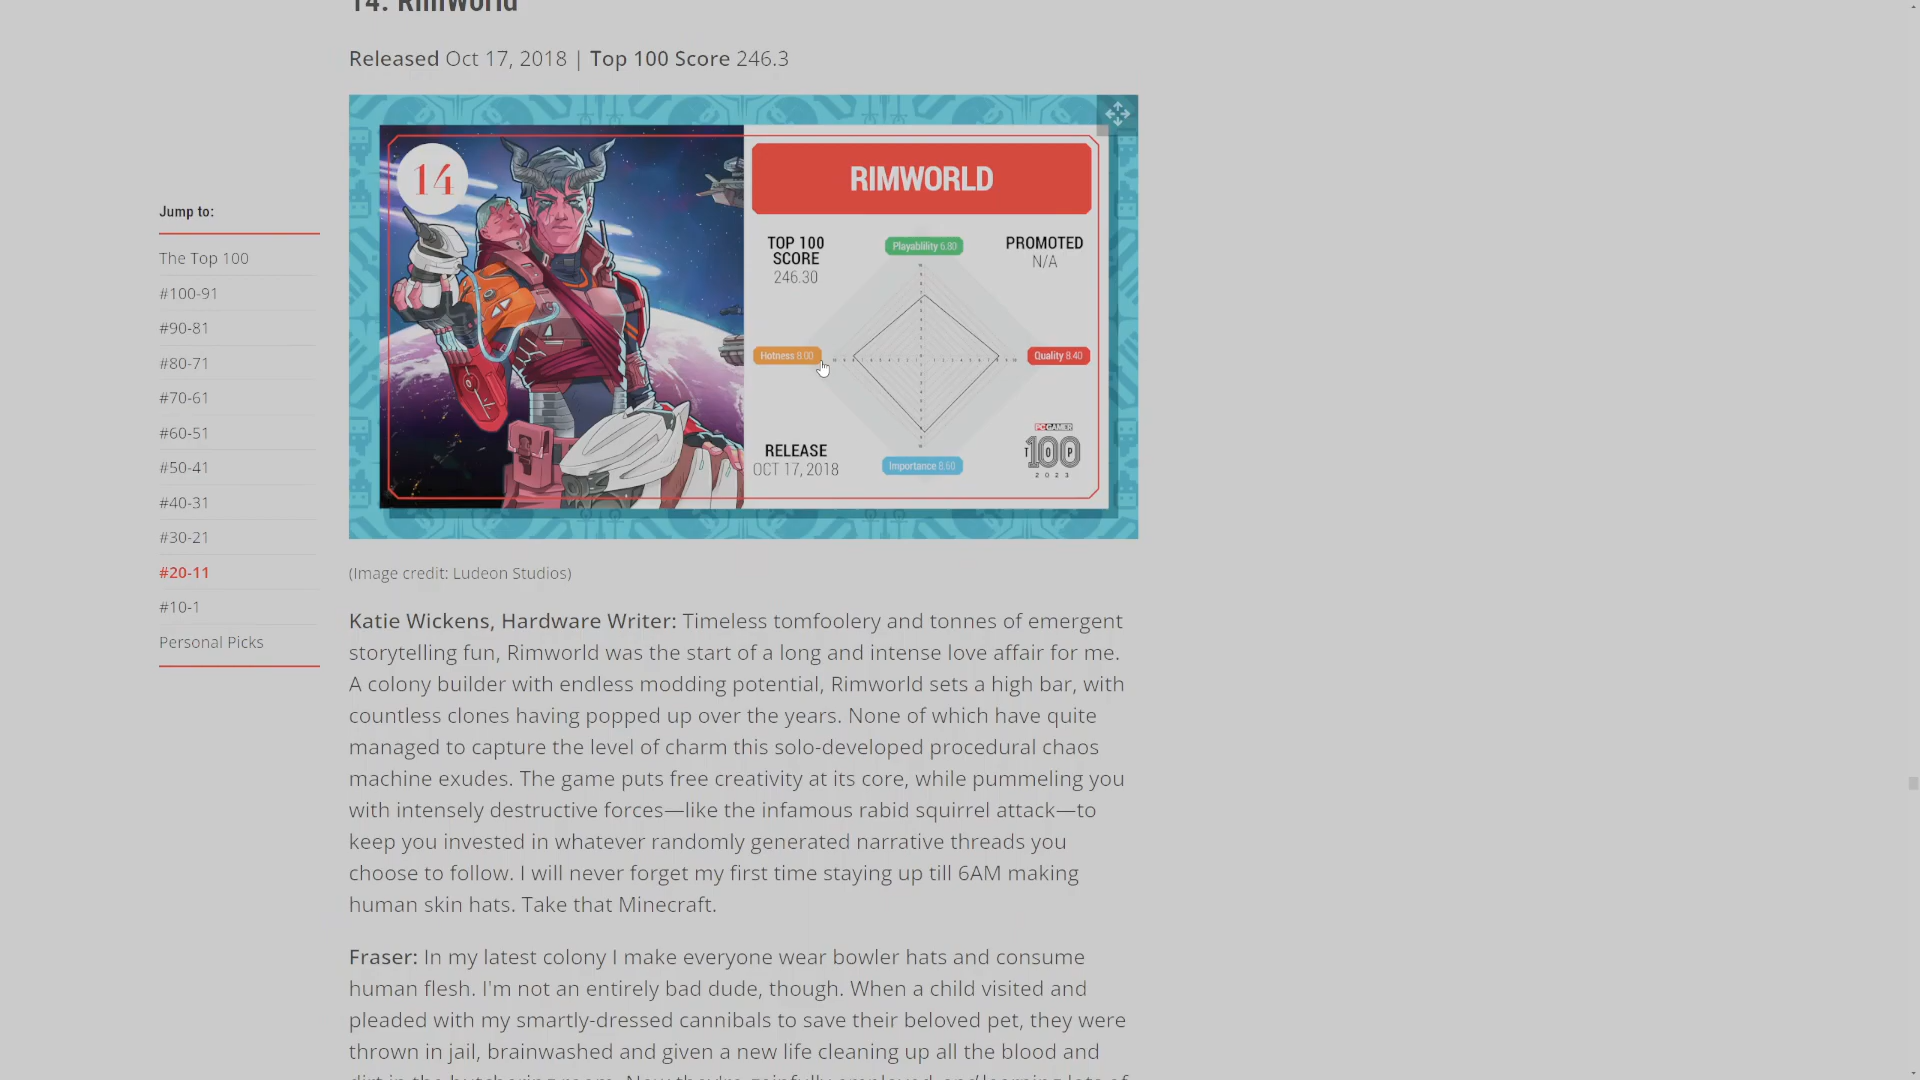 14. RimWorld
Released Oct 17, 2018 | Top 100 Score 246.3
14
RIMWORLD
TOP 100
SCORE
246.30
Playablility 6.80
PROMOTED
N/A
Hotness 8.00
Quality 8.40
RELEASE
OCT 17, 2018
Importance 8.60
PC GAMER
TOP 100
2023
Jump to:
The Top 100
#100-91
#90-81
#80-71
#70-61
#60-51
#50-41
#40-31
#30-21
#20-11
#10-1
Personal Picks
(Image credit: Ludeon Studios)
Katie Wickens, Hardware Writer: Timeless tomfoolery and tonnes of emergent
storytelling fun, Rimworld was the start of a long and intense love affair for me.
A colony builder with endless modding potential, Rimworld sets a high bar, with
countless clones having popped up over the years. None of which have quite
managed to capture the level of charm this solo-developed procedural chaos
machine exudes. The game puts free creativity at its core, while pummeling you
with intensely destructive forces—like the infamous rabid squirrel attack—to
keep you invested in whatever randomly generated narrative threads you
choose to follow. I will never forget my first time staying up till 6AM making
human skin hats. Take that Minecraft.
Fraser: In my latest colony I make everyone wear bowler hats and consume
human flesh. I'm not an entirely bad dude, though. When a child visited and
pleaded with my smartly-dressed cannibals to save their beloved pet, they were
thrown in jail, brainwashed and given a new life cleaning up all the blood and